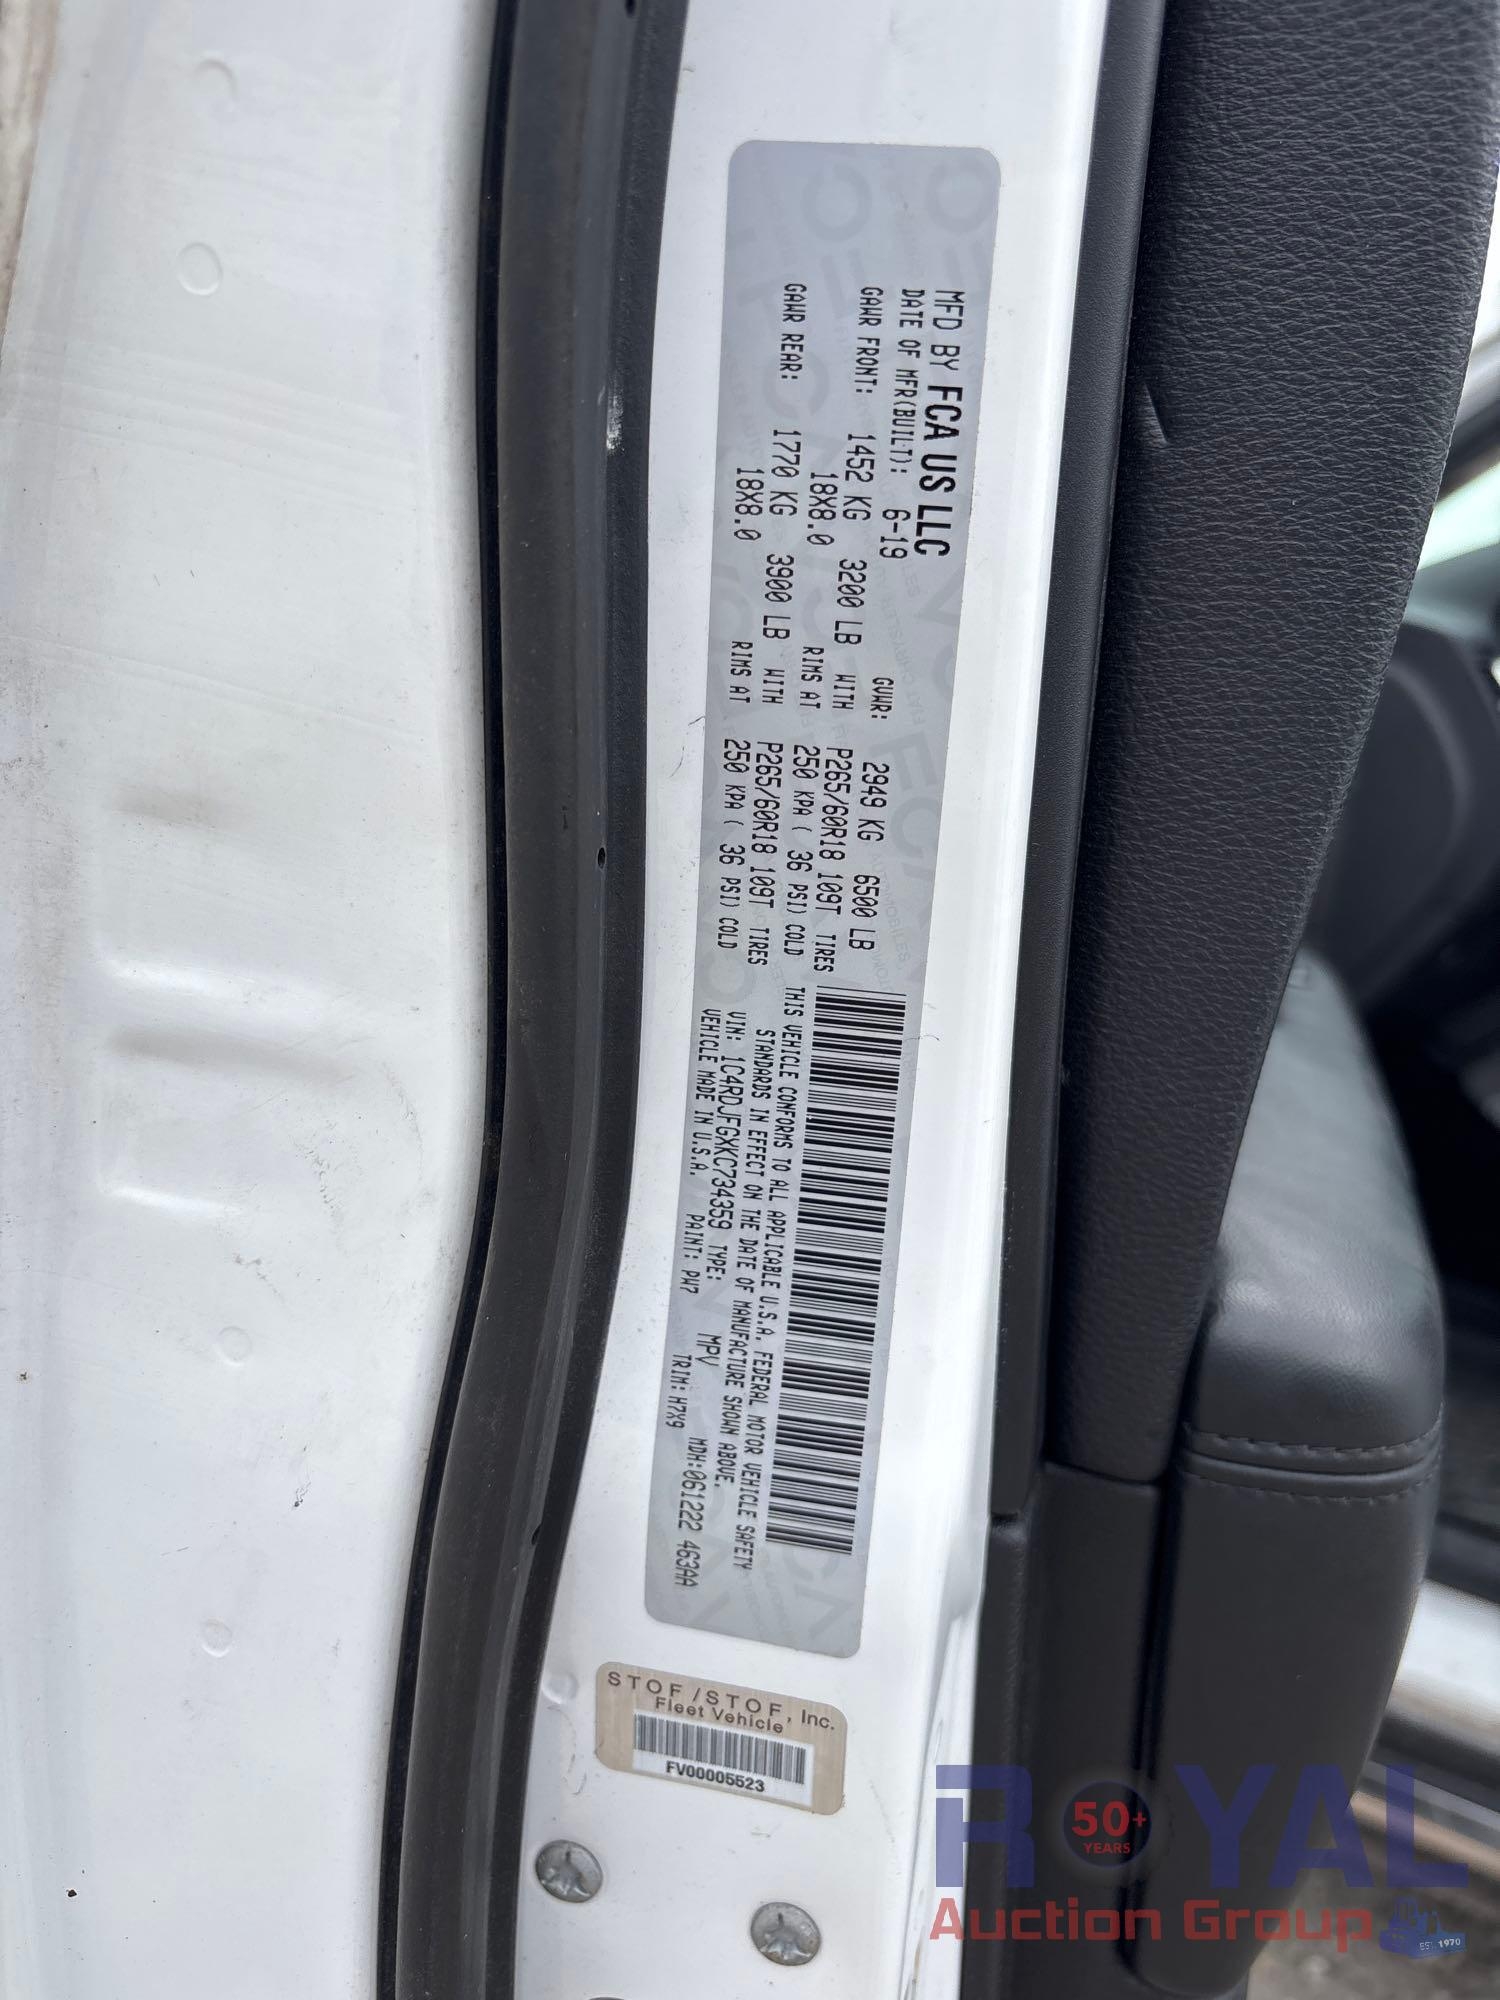 MFD BY FCA US LLC
DATE OF MFR(BUILT): 6-19 GVWR: 2949 KG 6500 LB
GAWR FRONT: 1452 KG 3200 LB WITH P265/60R18 109T TIRES
18X8.0 RIMS AT 250 KPA ( 36 PSI) COLD
GAWR REAR: 1770 KG 3900 LB WITH P265/60R18 109T TIRES
18X8.0 RIMS AT 250 KPA ( 36 PSI) COLD
THIS VEHICLE CONFORMS TO ALL APPLICABLE U.S.A. FEDERAL MOTOR VEHICLE SAFETY
STANDARDS IN EFFECT ON THE DATE OF MANUFACTURE SHOWN ABOVE.
VIN: 1C4RDJFGXKC734359 TYPE: MPV MDH:061222 463AA
VEHICLE MADE IN U.S.A. PAINT: PW7 TRIM: H7X9
STOF/STOF, Inc.
Fleet Vehicle
FV00005523
ROYAL
50+
YEARS
Auction Group
EST. 1970